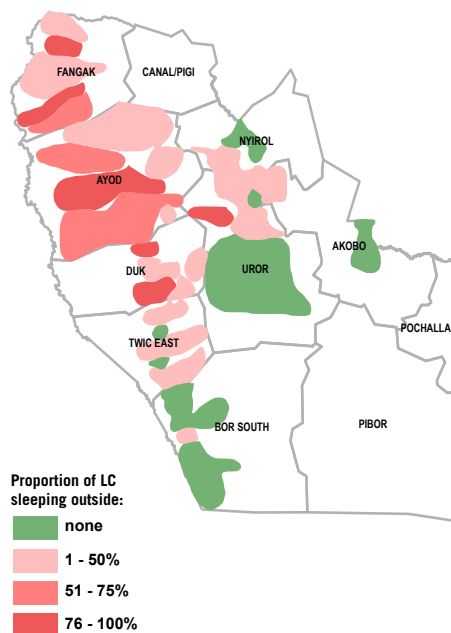 FANGAK
CANAL/PIGI
NYIROL
AYOD
AKOBO
DUK
UROR
POCHALLA
TWIC EAST
BOR SOUTH
PIBOR
Proportion of LC
sleeping outside:
none
1 - 50%
51 - 75%
76 - 100%